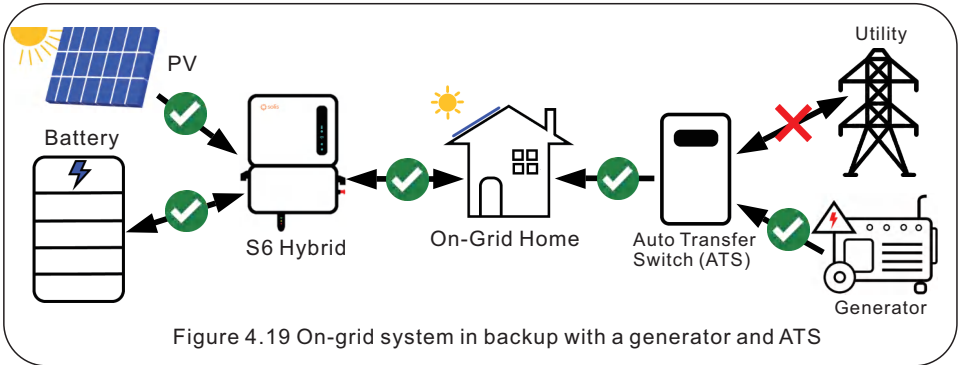 Utility
PV
Battery
solis
S6 Hybrid
On-Grid Home
Auto Transfer
Switch (ATS)
Generator
Figure 4.19 On-grid system in backup with a generator and ATS